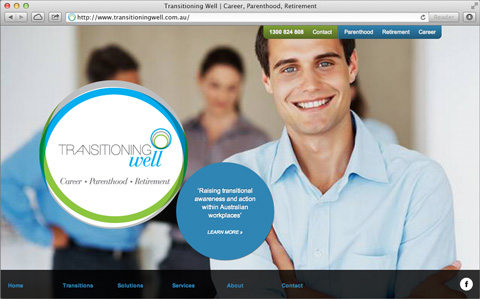 Transitioning Well | Career, Parenthood, Retirement
http://www.transitioningwell.com.au/
Reader
1300 824 808 Contact Parenthood Retirement Career
TRANSITIONING
well
Career • Parenthood • Retirement
'Raising transitional
awareness and action
within Australian
workplaces'
LEARN MORE »
Home Transitions Solutions Services About Contact
f